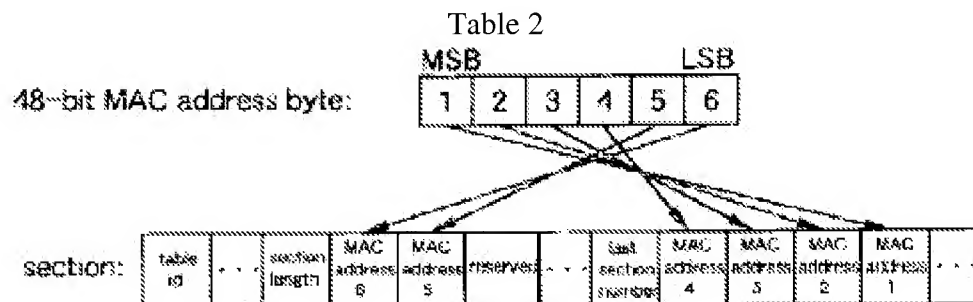 Table 2
MSB LSB
48-bit MAC address byte: 1 2 3 4 5 6
section: table id . . . section length MAC address 6 MAC address 5 reserved . . . last section number MAC address 4 MAC address 3 MAC address 2 MAC address 1 . . .